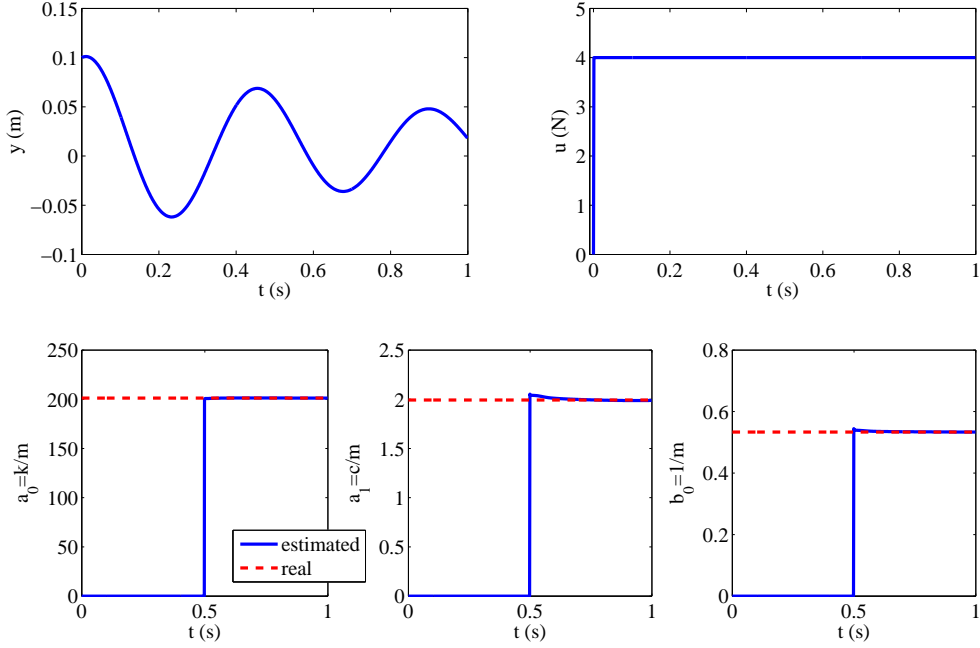 0.15
0.1
0.05
0
−0.05
−0.1
y (m)
0 0.2 0.4 0.6 0.8 1
t (s)
5
4
3
2
1
0
u (N)
0 0.2 0.4 0.6 0.8 1
t (s)
250
200
150
100
50
0
a0=k/m
0 0.5 1
t (s)
estimated
real
2.5
2
1.5
1
0.5
0
a1=c/m
0 0.5 1
t (s)
0.8
0.6
0.4
0.2
0
b0=1/m
0 0.5 1
t (s)